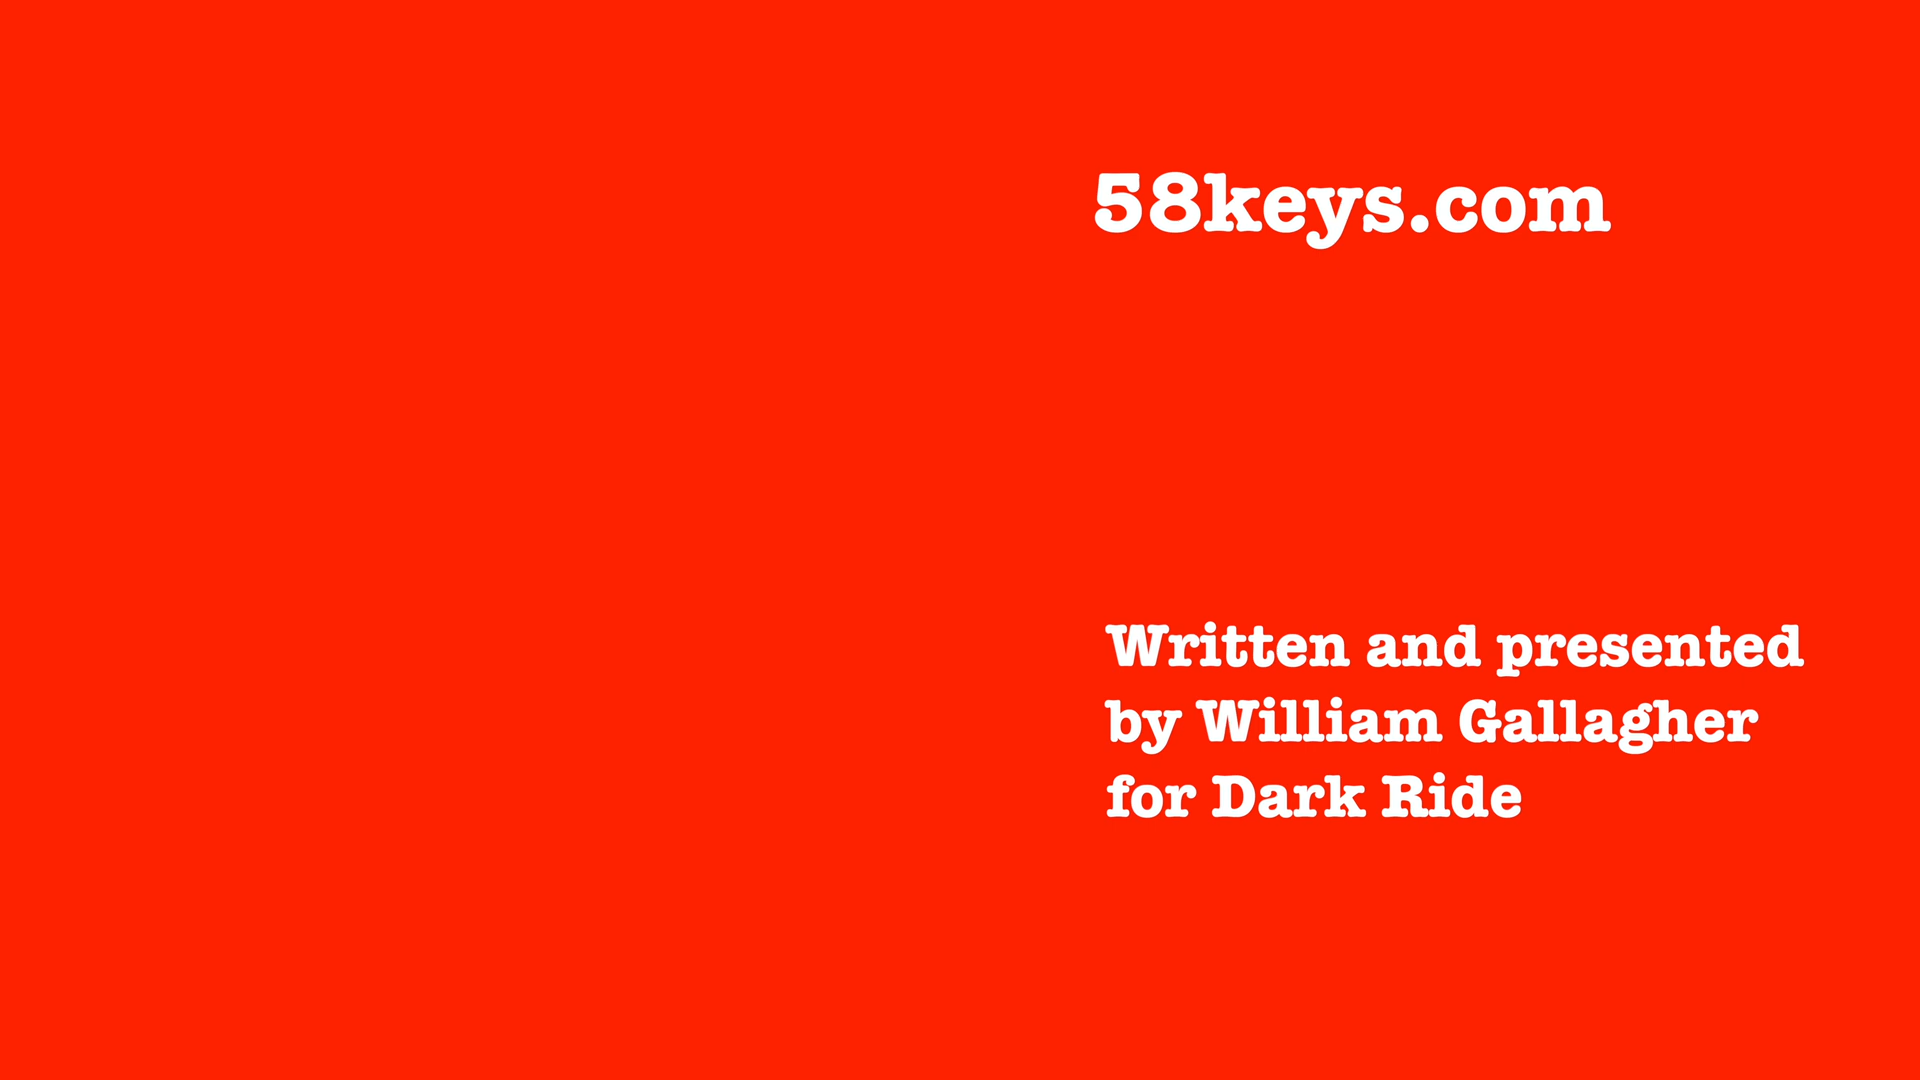 58keys.com
Written and presented
by William Gallagher
for Dark Ride